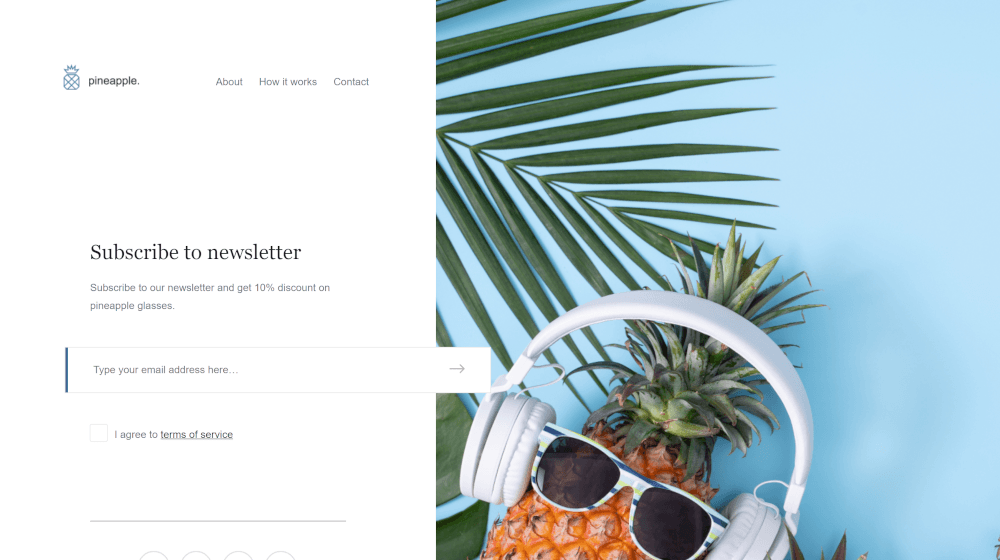 pineapple.
About How it works Contact
Subscribe to newsletter
Subscribe to our newsletter and get 10% discount on
pineapple glasses.
Type your email address here…
I agree to terms of service